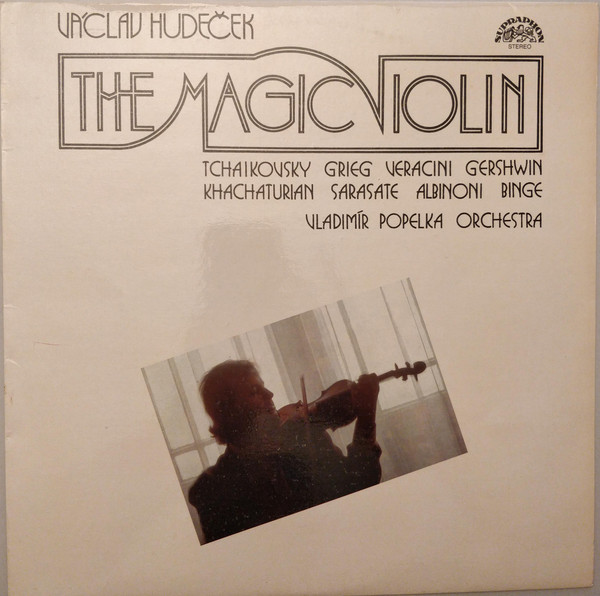 VÁCLAV HUDEČEK
SUPRAPHON
STEREO
THE MAGIC VIOLIN
TCHAIKOVSKY GRIEG VERACINI GERSHWIN
KHACHATURIAN SARASATE ALBINONI BINGE
VLADIMÍR POPELKA ORCHESTRA